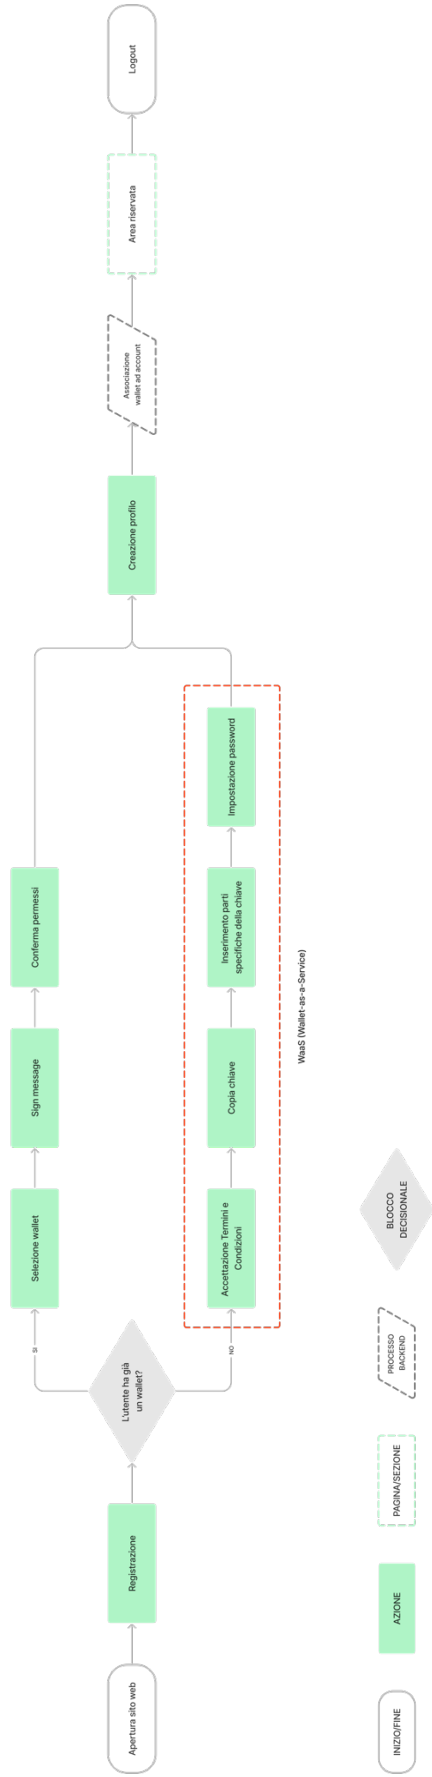 Apertura sito web
Registrazione
L'utente ha già
un wallet?
SI
Selezione wallet
Sign message
Conferma permessi
NO
Accettazione Termini e
Condizioni
Copia chiave
Inserimento parti
specifiche della chiave
Impostazione password
WaaS (Wallet-as-a-Service)
Creazione profilo
Associazione
wallet ad account
Area riservata
Logout
INIZIO/FINE
AZIONE
PAGINA/SEZIONE
PROCESSO
BACKEND
BLOCCO
DECISIONALE